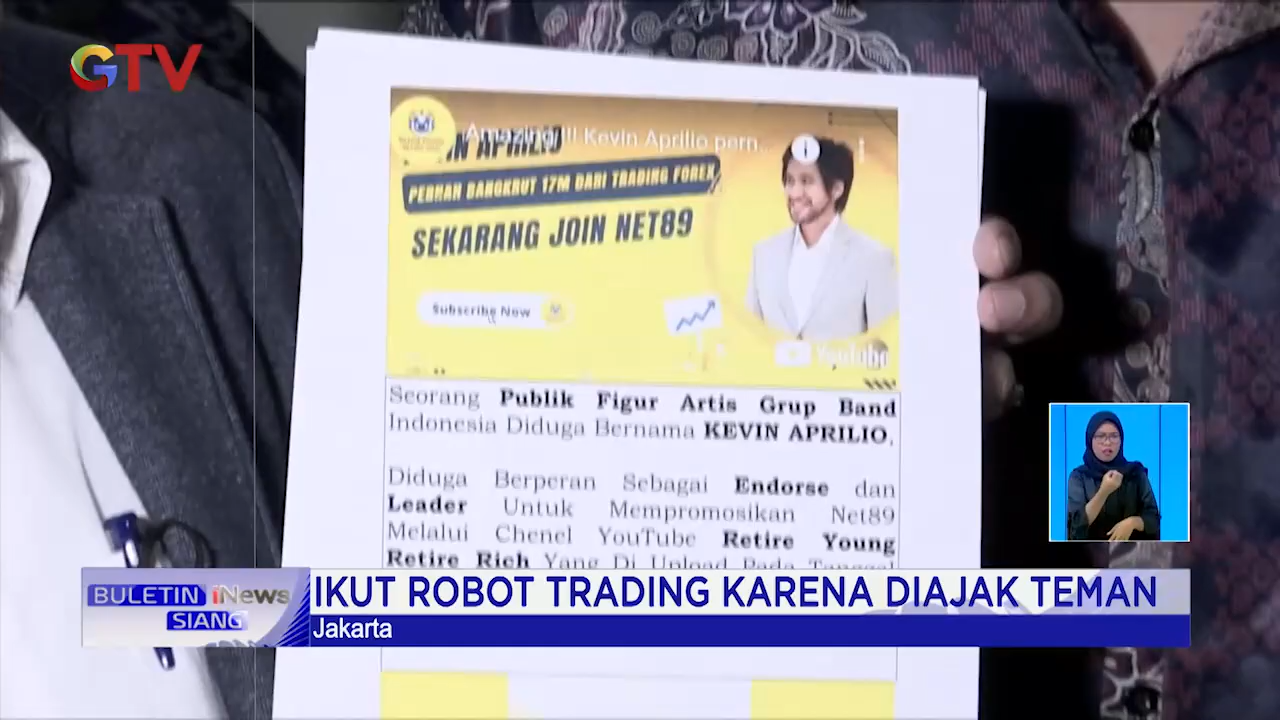 GTV
Amazing!!! Kevin Aprilio pern...
IN APRILIO
PERNAH BANGKRUT 17M DARI TRADING FOREX
SEKARANG JOIN NET89
Subscribe Now
YouTube
Seorang Publik Figur Artis Grup Band
Indonesia Diduga Bernama KEVIN APRILIO,
Diduga Berperan Sebagai Endorse dan
Leader Untuk Mempromosikan Net89
Melalui Chenel YouTube Retire Young
Retire Rich Yang Di Upload Pada Tanggal
BULETIN iNews
SIANG
IKUT ROBOT TRADING KARENA DIAJAK TEMAN
Jakarta